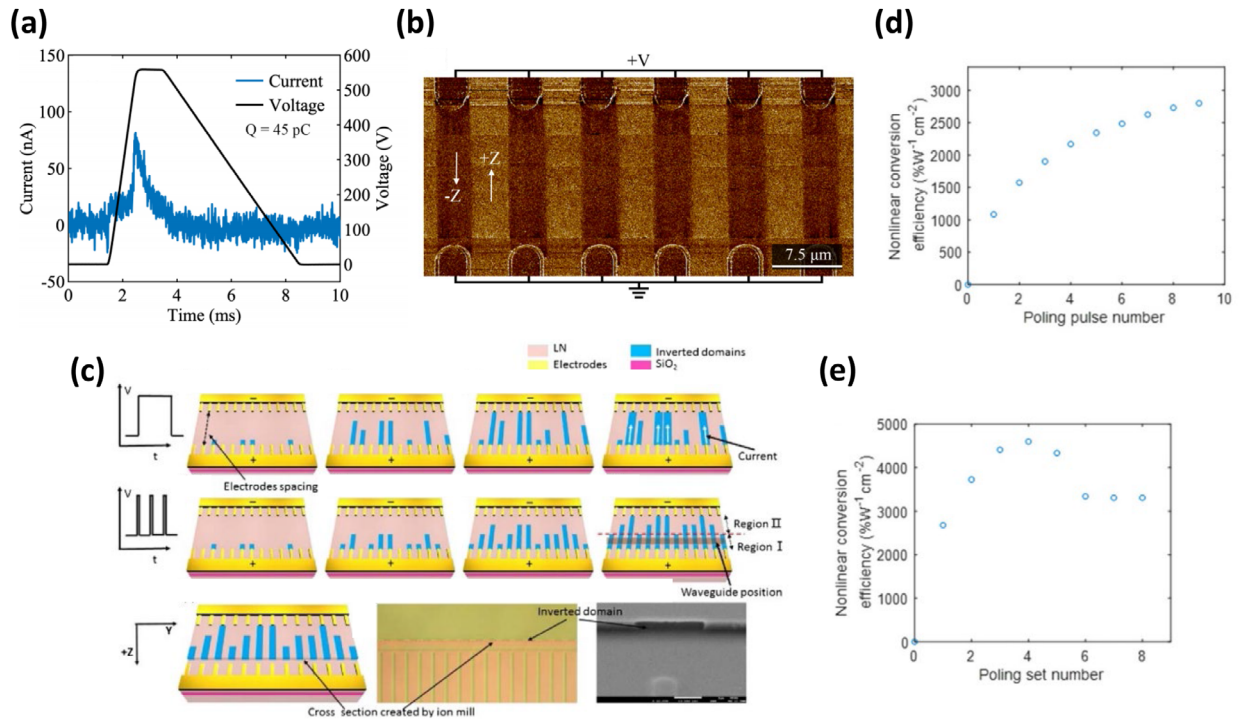 (a)
150
100
50
0
-50
Current (nA)
600
500
400
300
200
100
0
Voltage (V)
Current
Voltage
Q = 45 pC
0
2
4
6
8
10
Time (ms)
(b)
+V
-Z
+Z
7.5 μm
(c)
LN
Electrodes
Inverted domains
SiO2
V
t
Electrodes spacing
Current
V
t
Region II
Region I
Waveguide position
+Z
Y
Inverted domain
Cross section created by ion mill
(d)
Nonlinear conversion
efficiency (%W-1 cm-2)
3000
2500
2000
1500
1000
500
0
0
2
4
6
8
10
Poling pulse number
(e)
Nonlinear conversion
efficiency (%W-1 cm-2)
5000
4000
3000
2000
1000
0
0
2
4
6
8
Poling set number